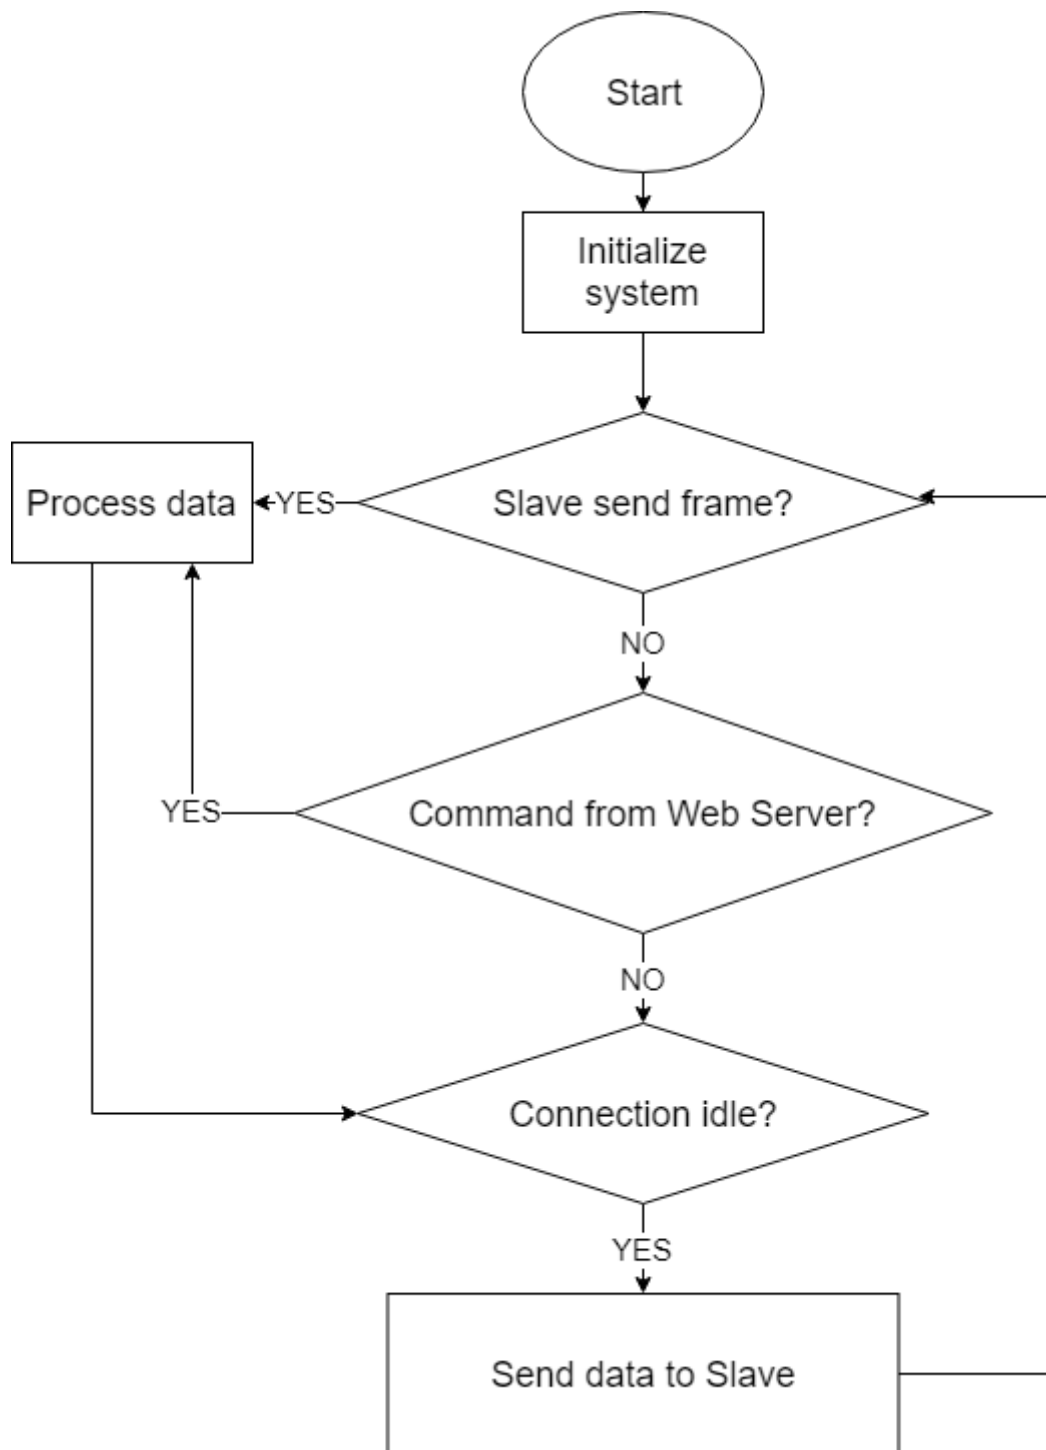 Start
Initialize
system
Slave send frame?
YES
Process data
NO
Command from Web Server?
YES
NO
Connection idle?
YES
Send data to Slave